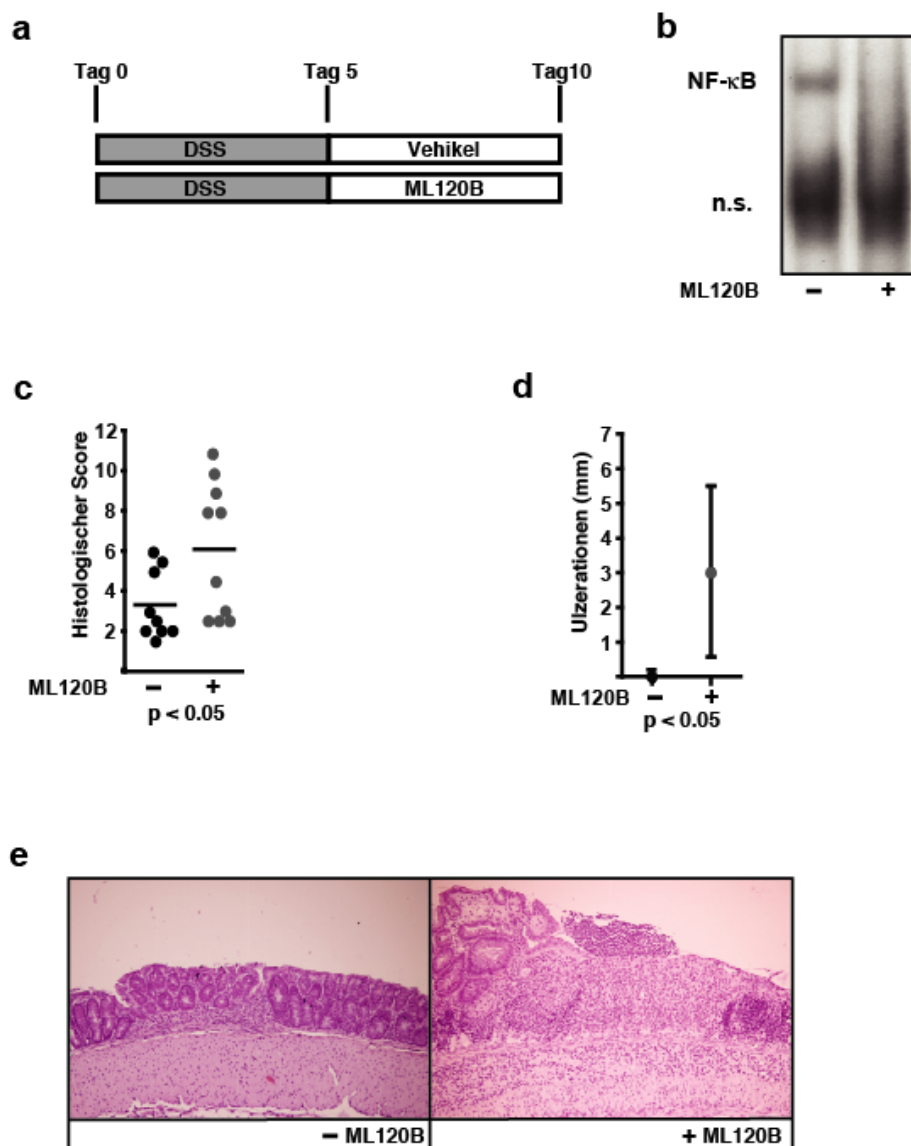 a
Tag 0 Tag 5 Tag10
DSS Vehikel
DSS ML120B
b
NF-κB
n.s.
ML120B − +
c
Histologischer Score
12
10
8
6
4
2
ML120B − +
p < 0.05
d
Ulzerationen (mm)
7
6
5
4
3
2
1
ML120B − +
p < 0.05
e
− ML120B + ML120B